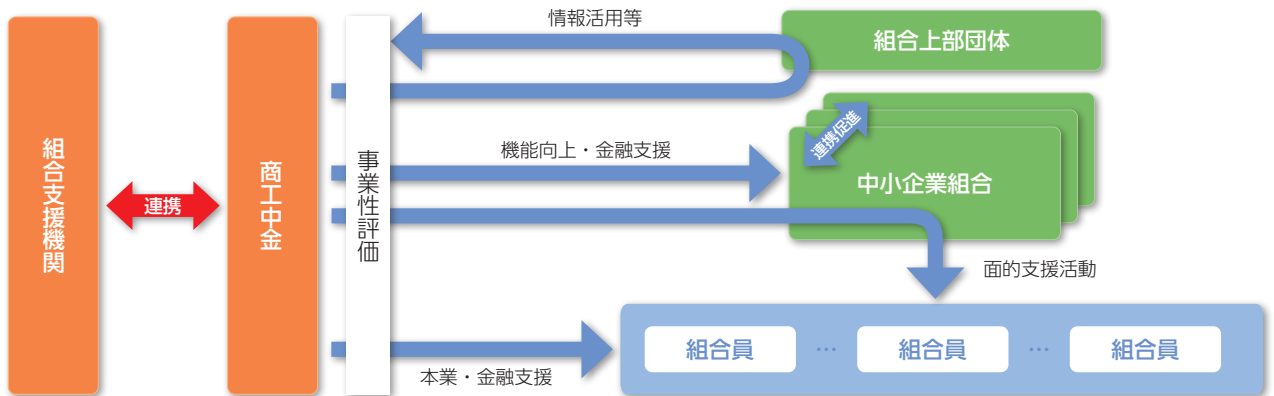 組合支援機関
連携
商工中金
事業性評価
情報活用等
組合上部団体
連携促進
機能向上・金融支援
中小企業組合
面的支援活動
組合員 … 組合員 … 組合員
本業・金融支援